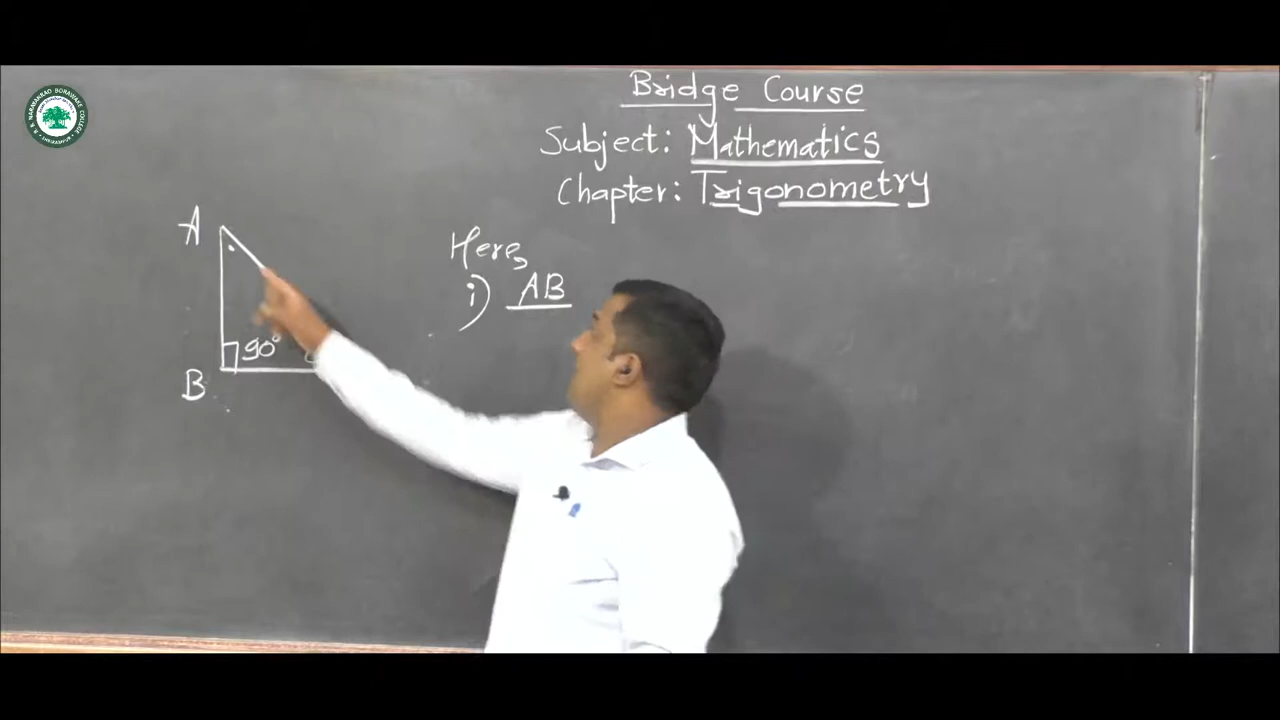 Bridge Course
Subject: Mathematics
Chapter: Trigonometry
A
Here,
i) AB
90°
B